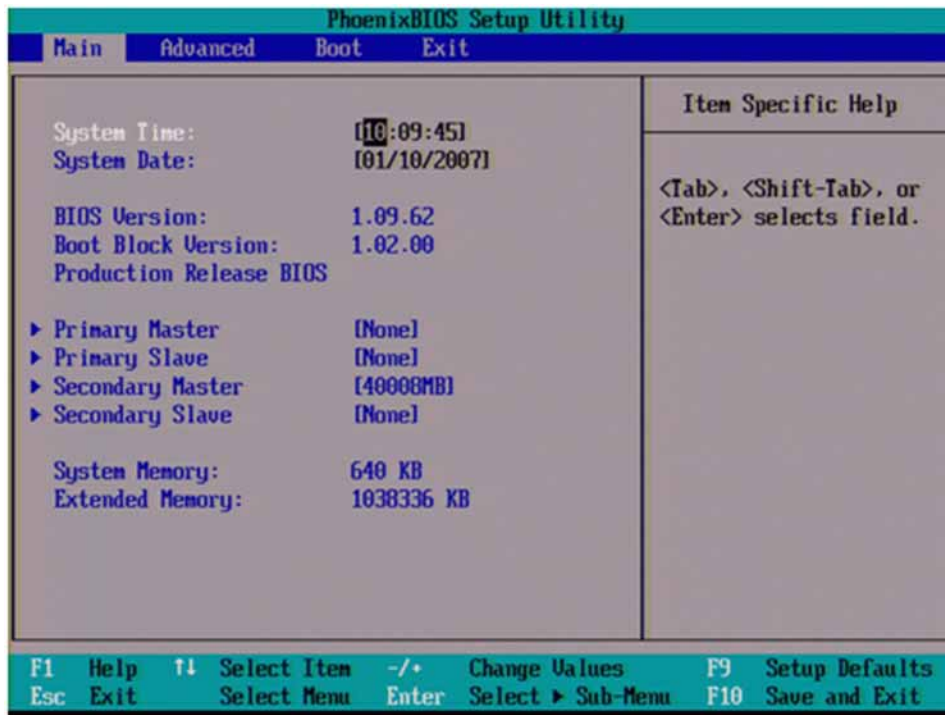 PhoenixBIOS Setup Utility
Main Advanced Boot Exit
Item Specific Help
System Time: [10:09:45]
System Date: [01/10/2007]
<Tab>, <Shift-Tab>, or
<Enter> selects field.
BIOS Version: 1.09.62
Boot Block Version: 1.02.00
Production Release BIOS
▶ Primary Master [None]
▶ Primary Slave [None]
▶ Secondary Master [40008MB]
▶ Secondary Slave [None]
System Memory: 640 KB
Extended Memory: 1038336 KB
F1 Help ↑↓ Select Item -/+ Change Values F9 Setup Defaults
Esc Exit Select Menu Enter Select ▶ Sub-Menu F10 Save and Exit